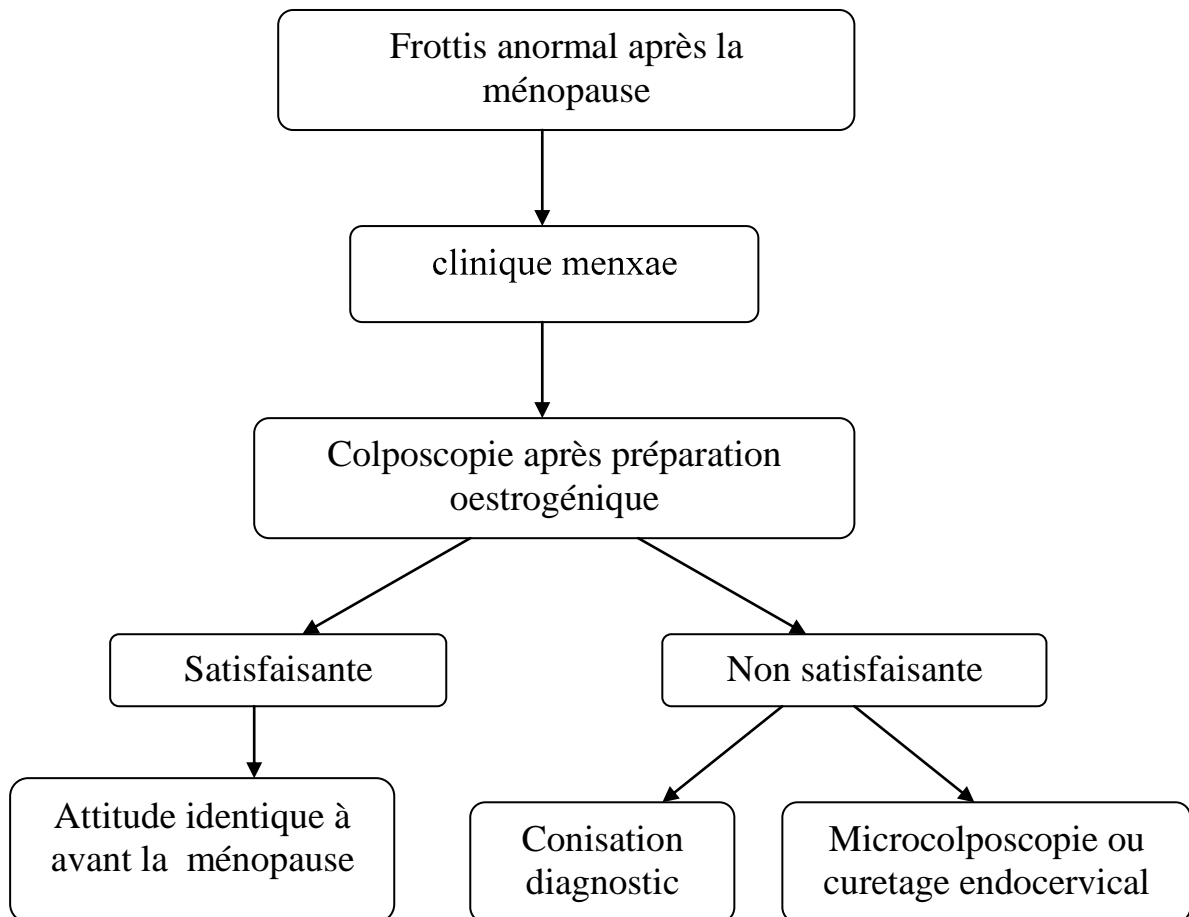 Frottis anormal après la
ménopause
clinique menxae
Colposcopie après préparation
oestrogénique
Satisfaisante
Non satisfaisante
Attitude identique à
avant la ménopause
Conisation
diagnostic
Microcolposcopie ou
curetage endocervical